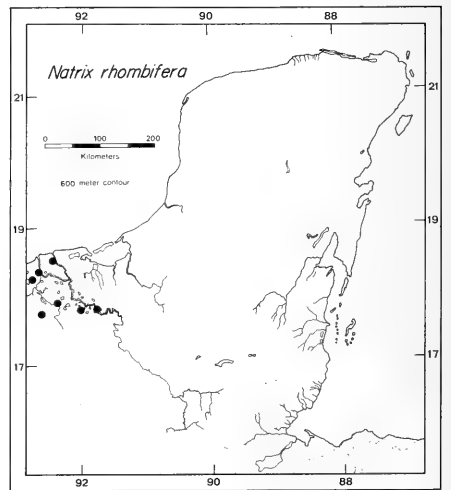 92 90 88
Natrix rhombifera
21 21
0 100 200
Kilometers
600 meter contour
19 19
17 17
92 90 88